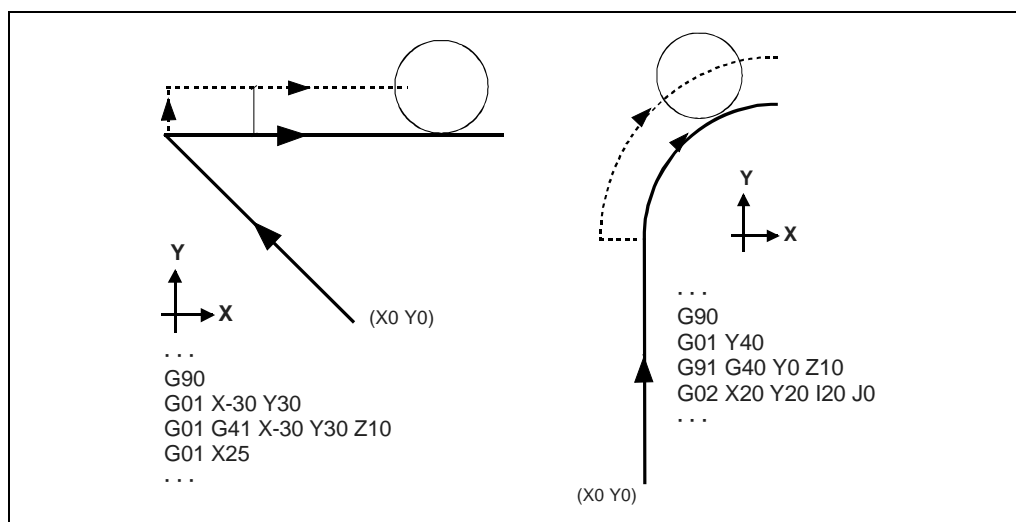 Y
X
(X0 Y0)
. . .
G90
G01 X-30 Y30
G01 G41 X-30 Y30 Z10
G01 X25
. . .
Y
X
. . .
G90
G01 Y40
G91 G40 Y0 Z10
G02 X20 Y20 I20 J0
. . .
(X0 Y0)